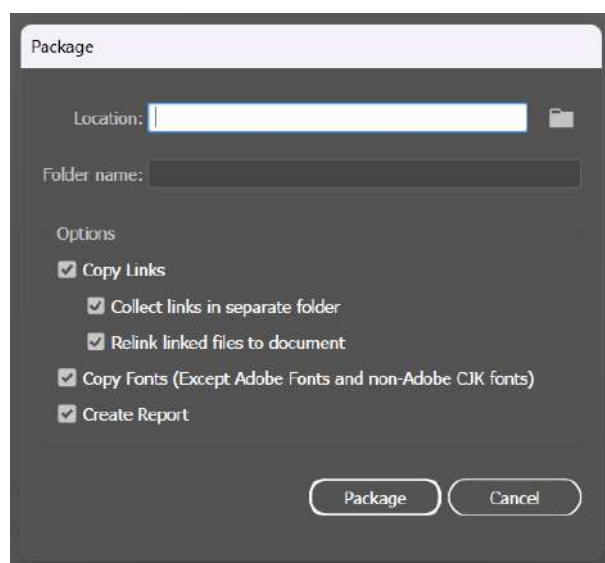 Package
Location:
Folder name:
Options
Copy Links
Collect links in separate folder
Relink linked files to document
Copy Fonts (Except Adobe Fonts and non-Adobe CJK fonts)
Create Report
Package Cancel